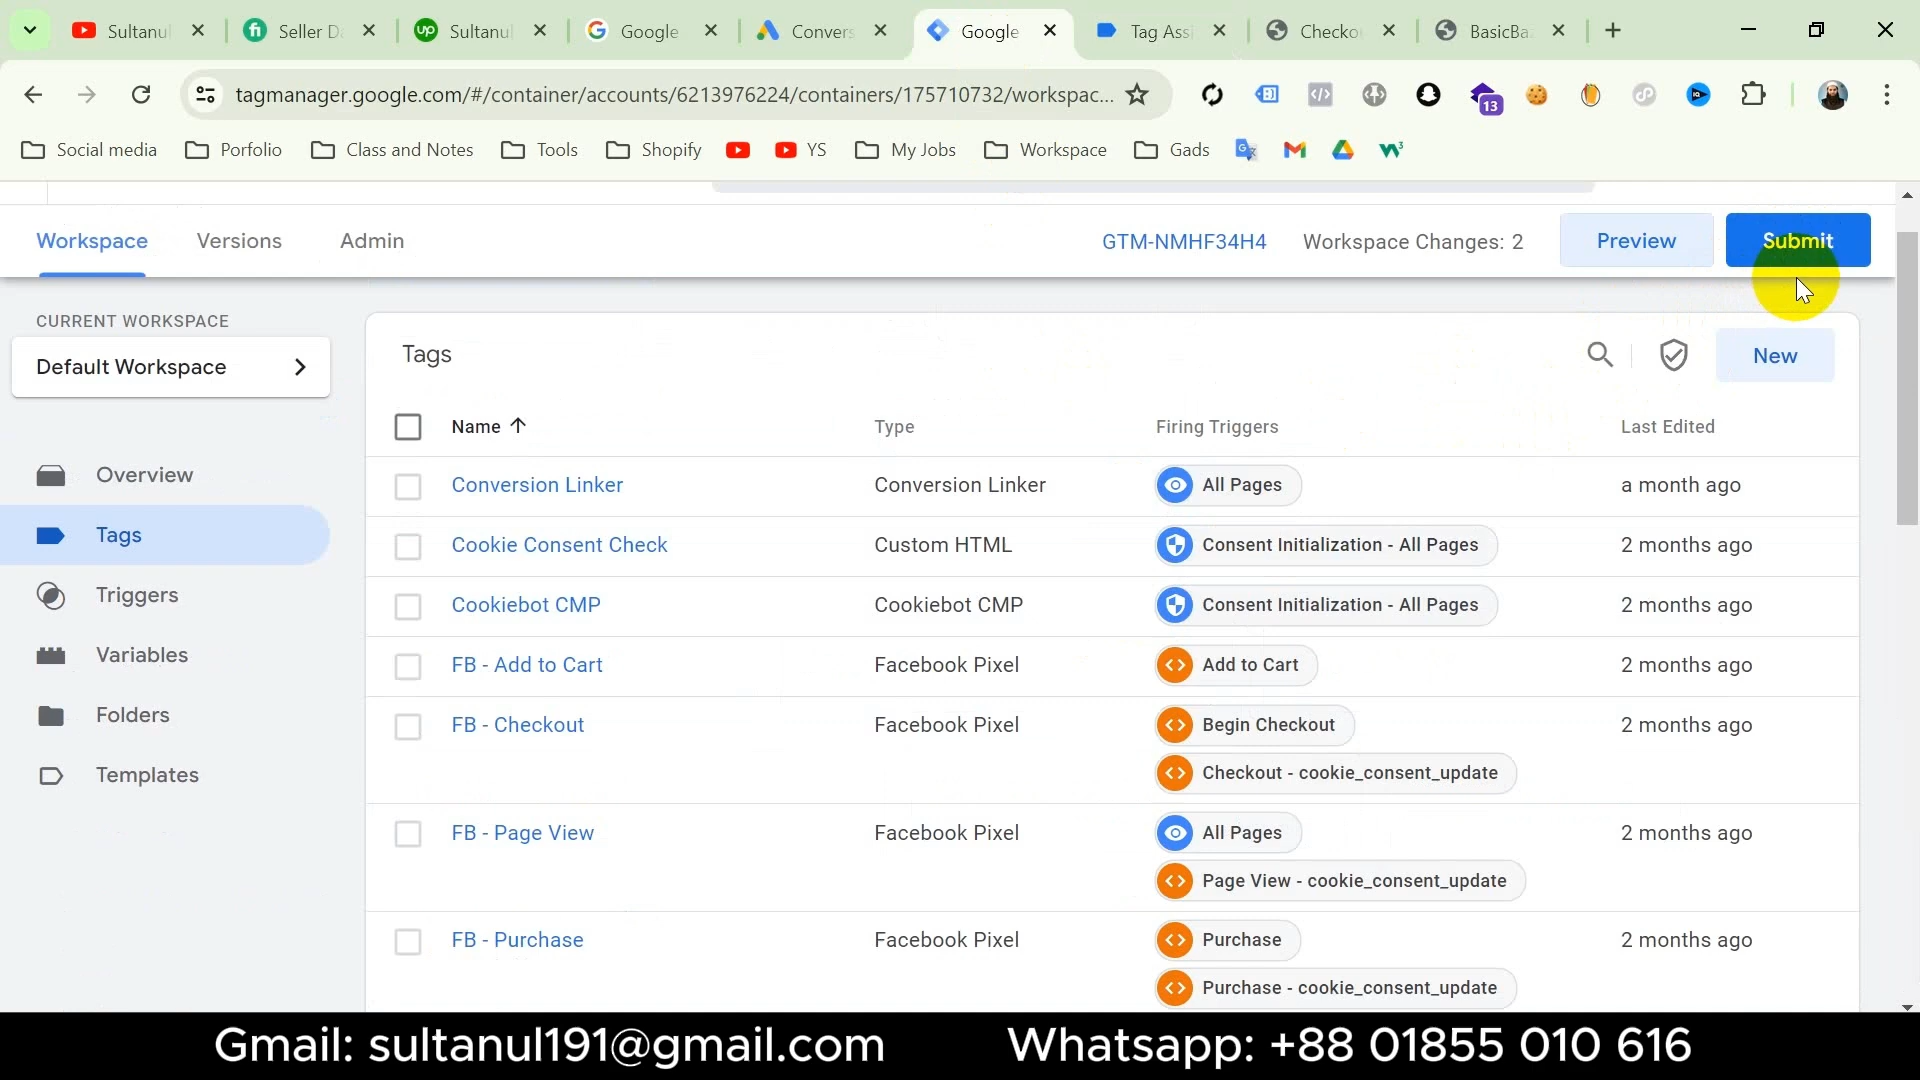 Sultanul
Seller D
Sultanul
Google
Convers
Google
Tag Assi
Checko
BasicBa
tagmanager.google.com/#/container/accounts/6213976224/containers/175710732/workspac...
13
Social media
Porfolio
Class and Notes
Tools
Shopify
YS
My Jobs
Workspace
Gads
Workspace
Versions
Admin
GTM-NMHF34H4
Workspace Changes: 2
Preview
Submit
CURRENT WORKSPACE
Default Workspace
Overview
Tags
Triggers
Variables
Folders
Templates
Tags
New
Name
Type
Firing Triggers
Last Edited
Conversion Linker
Conversion Linker
All Pages
a month ago
Cookie Consent Check
Custom HTML
Consent Initialization - All Pages
2 months ago
Cookiebot CMP
Cookiebot CMP
Consent Initialization - All Pages
2 months ago
FB - Add to Cart
Facebook Pixel
Add to Cart
2 months ago
FB - Checkout
Facebook Pixel
Begin Checkout
2 months ago
Checkout - cookie_consent_update
FB - Page View
Facebook Pixel
All Pages
2 months ago
Page View - cookie_consent_update
FB - Purchase
Facebook Pixel
Purchase
2 months ago
Purchase - cookie_consent_update
Gmail: sultanul191@gmail.com
Whatsapp: +88 01855 010 616